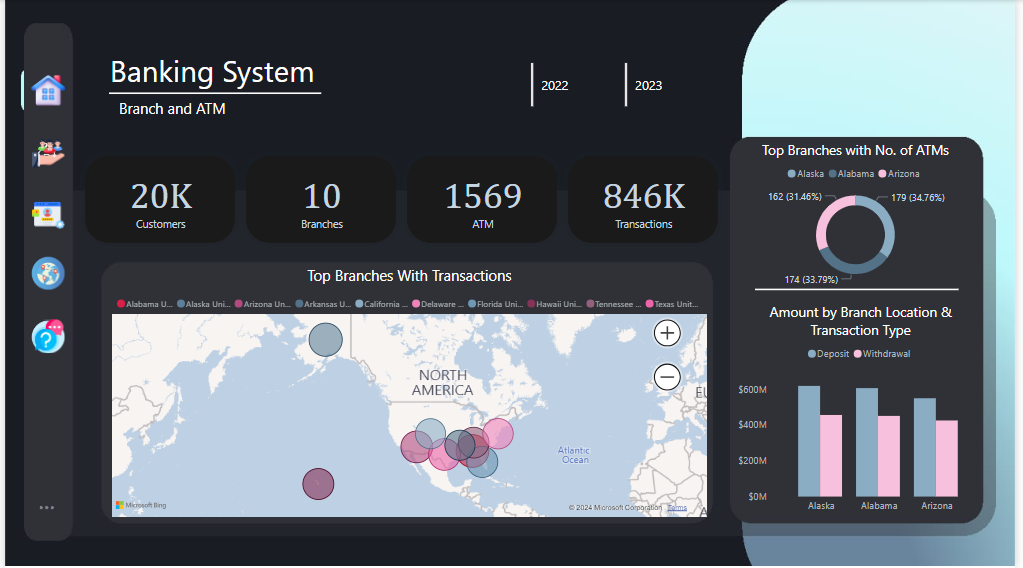 Banking System
Branch and ATM
2022
2023
20K
Customers
10
Branches
1569
ATM
846K
Transactions
Top Branches With Transactions
Alabama U... Alaska Uni... Arizona Un... Arkansas U... California ... Delaware ... Florida Uni... Hawaii Uni... Tennessee ... Texas Unit...
NORTH
AMERICA
EU
Atlantic
Ocean
A
Microsoft Bing
© 2024 Microsoft Corporation Terms
Top Branches with No. of ATMs
Alaska Alabama Arizona
162 (31.46%)
179 (34.76%)
174 (33.79%)
Amount by Branch Location &
Transaction Type
Deposit Withdrawal
$600M
$400M
$200M
$0M
Alaska Alabama Arizona